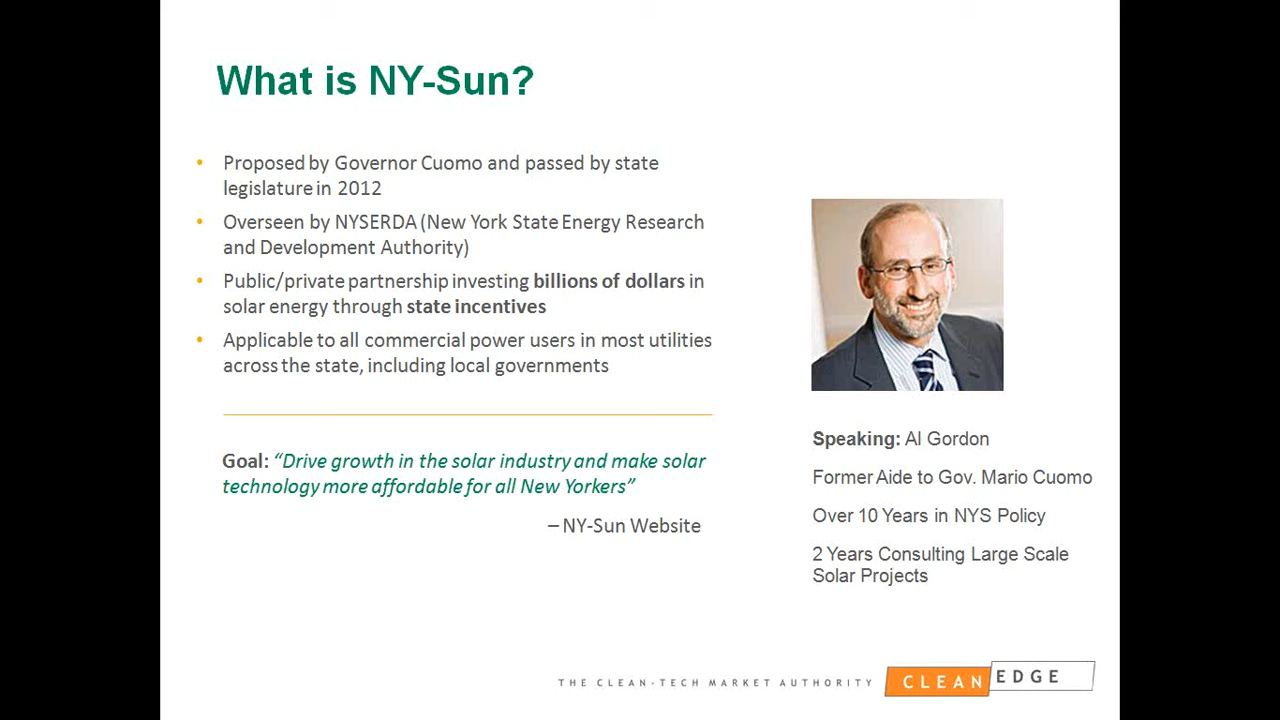 What is NY-Sun?
• Proposed by Governor Cuomo and passed by state
legislature in 2012
• Overseen by NYSERDA (New York State Energy Research
and Development Authority)
• Public/private partnership investing billions of dollars in
solar energy through state incentives
• Applicable to all commercial power users in most utilities
across the state, including local governments
Goal: “Drive growth in the solar industry and make solar
technology more affordable for all New Yorkers”
– NY-Sun Website
Speaking: Al Gordon
Former Aide to Gov. Mario Cuomo
Over 10 Years in NYS Policy
2 Years Consulting Large Scale
Solar Projects
THE CLEAN-TECH MARKET AUTHORITY
CLEAN EDGE